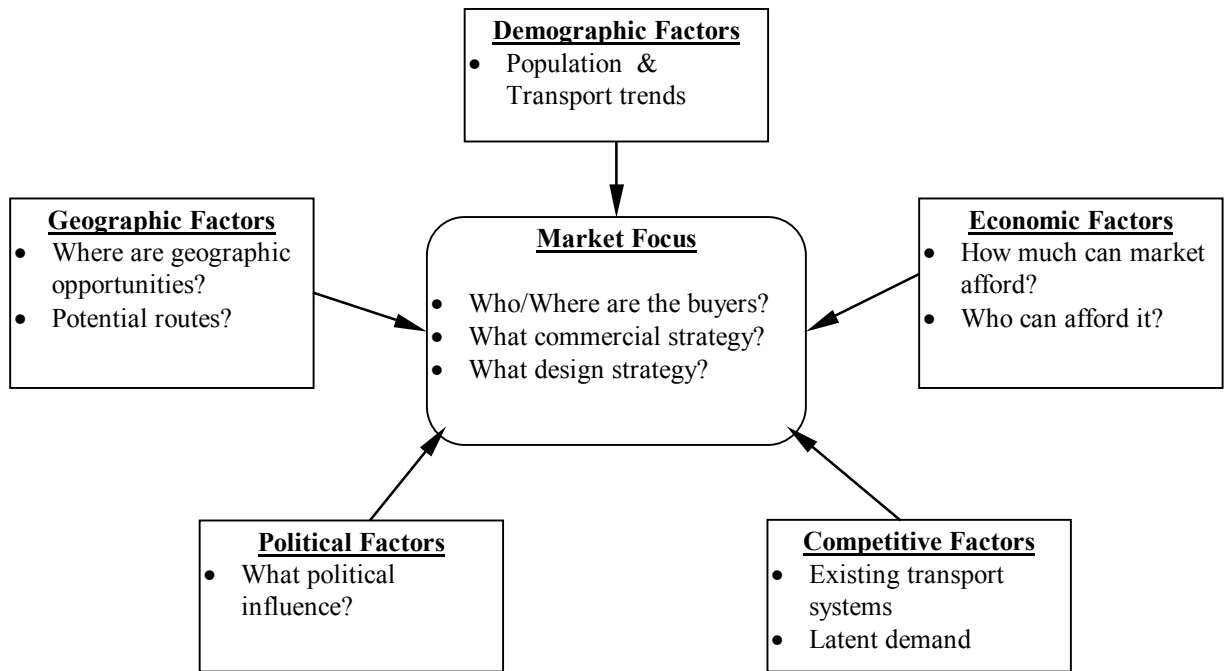 Demographic Factors
• Population &
Transport trends
Geographic Factors
• Where are geographic
opportunities?
• Potential routes?
Market Focus
• Who/Where are the buyers?
• What commercial strategy?
• What design strategy?
Economic Factors
• How much can market
afford?
• Who can afford it?
Political Factors
• What political
influence?
Competitive Factors
• Existing transport
systems
• Latent demand